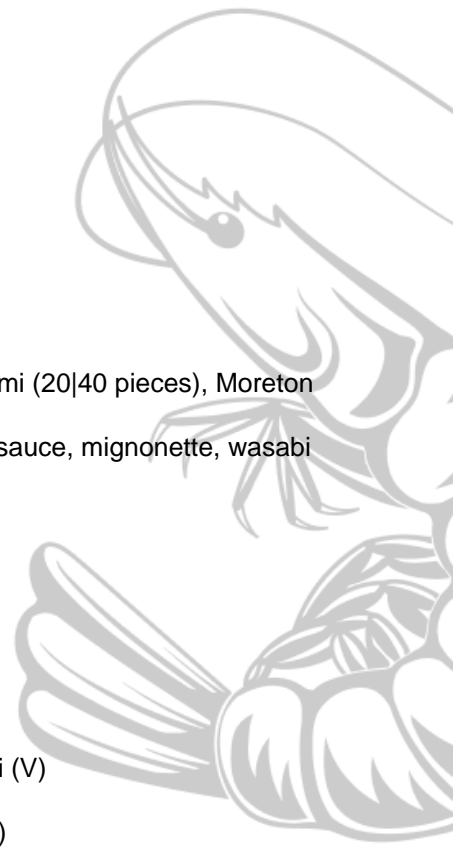 mi (20|40 pieces), Moreton
sauce, mignonette, wasabi
i (V)
)